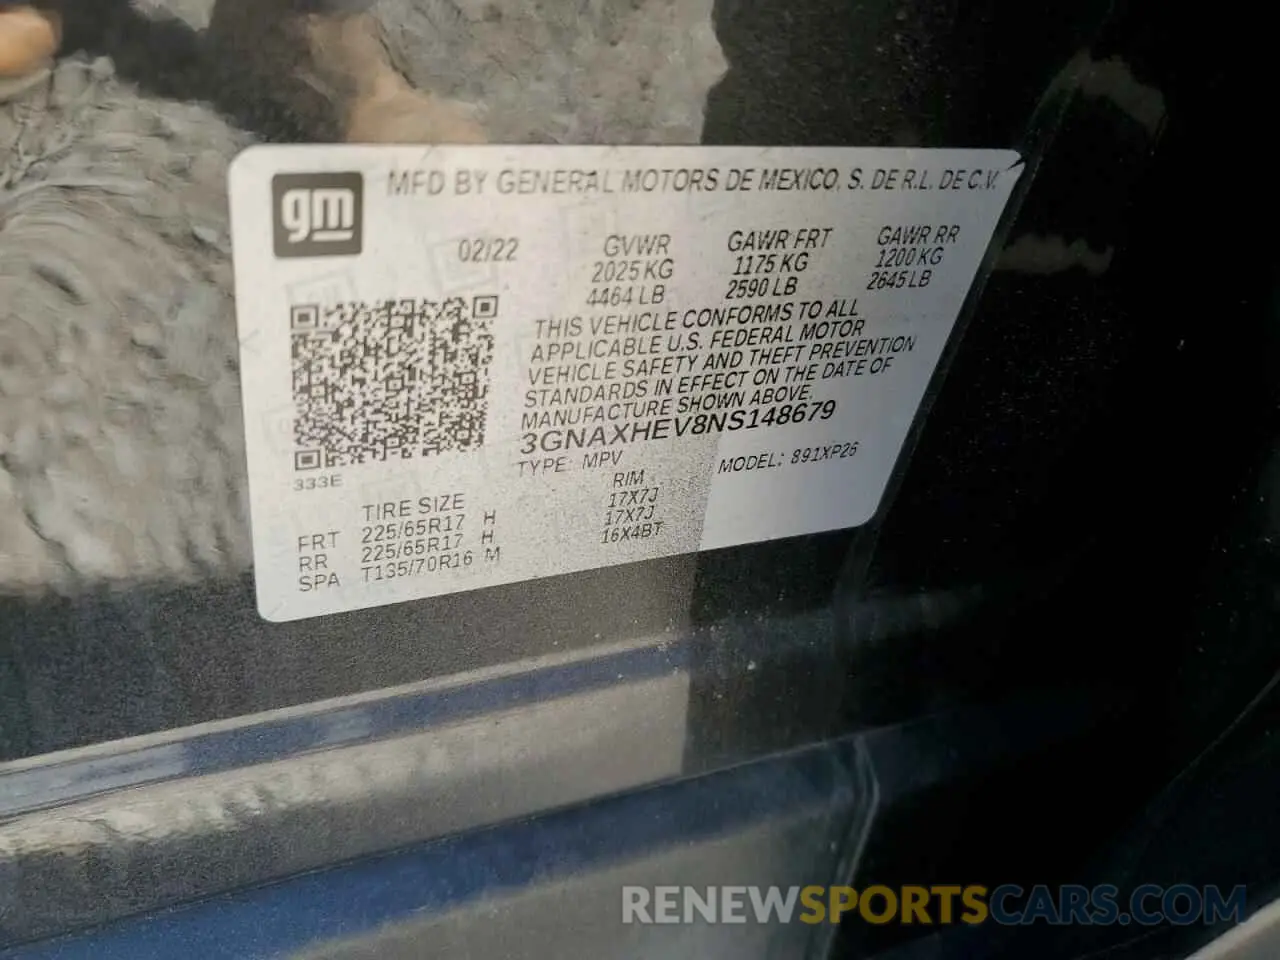 gm
MFD BY GENERAL MOTORS DE MEXICO, S. DE R.L. DE C.V.
02/22 GVWR GAWR FRT GAWR RR
2025 KG 1175 KG 1200 KG
4464 LB 2590 LB 2645 LB
THIS VEHICLE CONFORMS TO ALL
APPLICABLE U.S. FEDERAL MOTOR
VEHICLE SAFETY AND THEFT PREVENTION
STANDARDS IN EFFECT ON THE DATE OF
MANUFACTURE SHOWN ABOVE.
3GNAXHEV8NS148679
TYPE: MPV MODEL: 891XP26
333E
TIRE SIZE RIM
FRT 225/65R17 H 17X7J
RR 225/65R17 H 17X7J
SPA T135/70R16 M 16X4BT
RENEWSPORTSCARS.COM